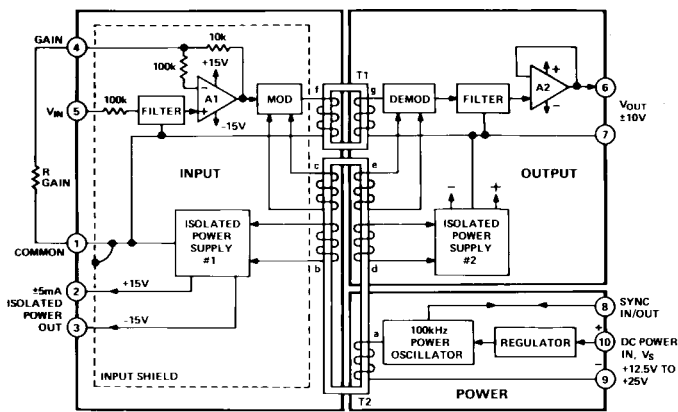 GAIN
4
10k
100k
+15V
A1
-15V
MOD
f
T1
g
DEMOD
FILTER
A2
+
−
6
VOUT
±10V
7
VIN
5
100k
FILTER
−
+
R
GAIN
INPUT
c
e
OUTPUT
COMMON
1
ISOLATED
POWER
SUPPLY
#1
b
d
−
+
ISOLATED
POWER
SUPPLY
#2
±5mA
ISOLATED
POWER
OUT
2
+15V
3
-15V
8
SYNC
IN/OUT
a
100kHz
POWER
OSCILLATOR
REGULATOR
+
10
DC POWER
IN, VS
−
9
+12.5V TO
+25V
INPUT SHIELD
T2
POWER